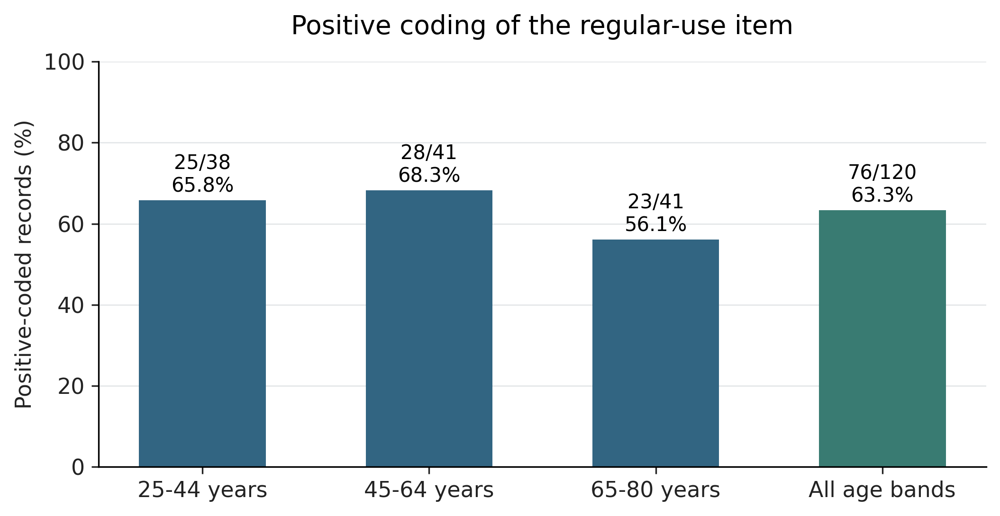 Positive coding of the regular-use item
Positive-coded records (%)
100
80
60
40
20
0
25/38
65.8%
28/41
68.3%
23/41
56.1%
76/120
63.3%
25-44 years
45-64 years
65-80 years
All age bands